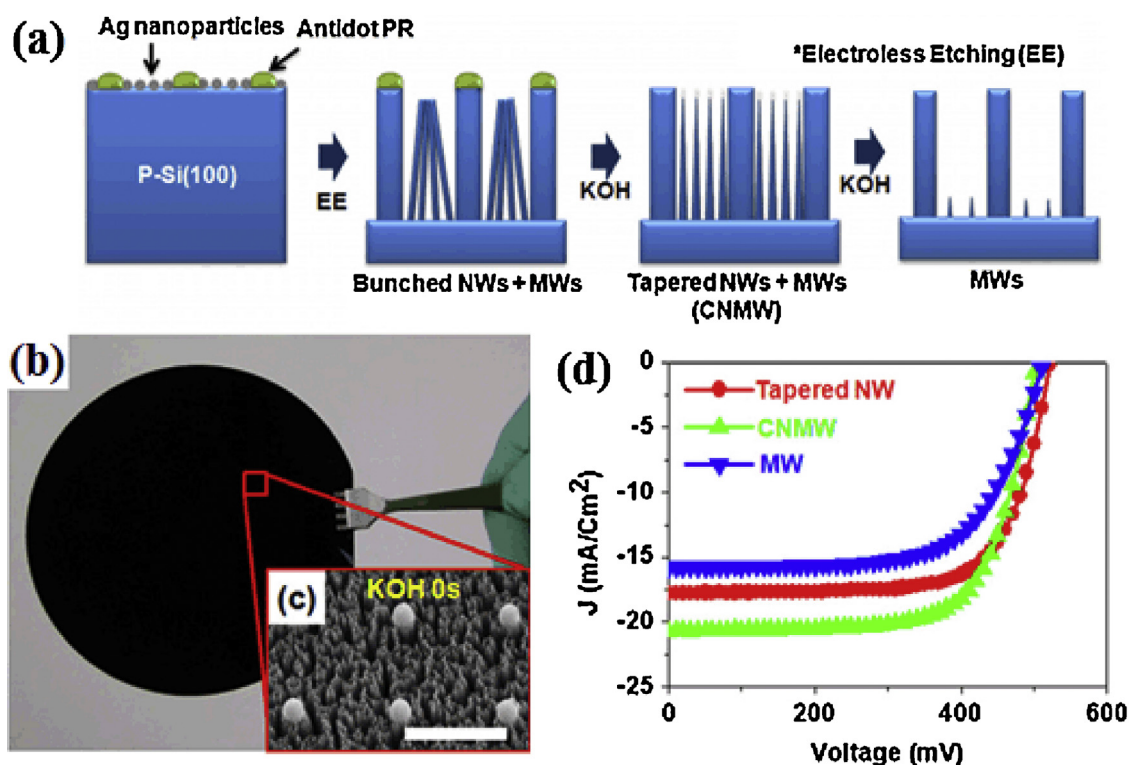 (a)
Ag nanoparticles
Antidot PR
*Electroless Etching (EE)
P-Si(100)
EE
KOH
KOH
Bunched NWs + MWs
Tapered NWs + MWs
(CNMW)
MWs
(b)
(c)
KOH 0s
(d)
Tapered NW
CNMW
MW
0
-5
-10
-15
-20
-25
J (mA/Cm²)
0
200
400
600
Voltage (mV)